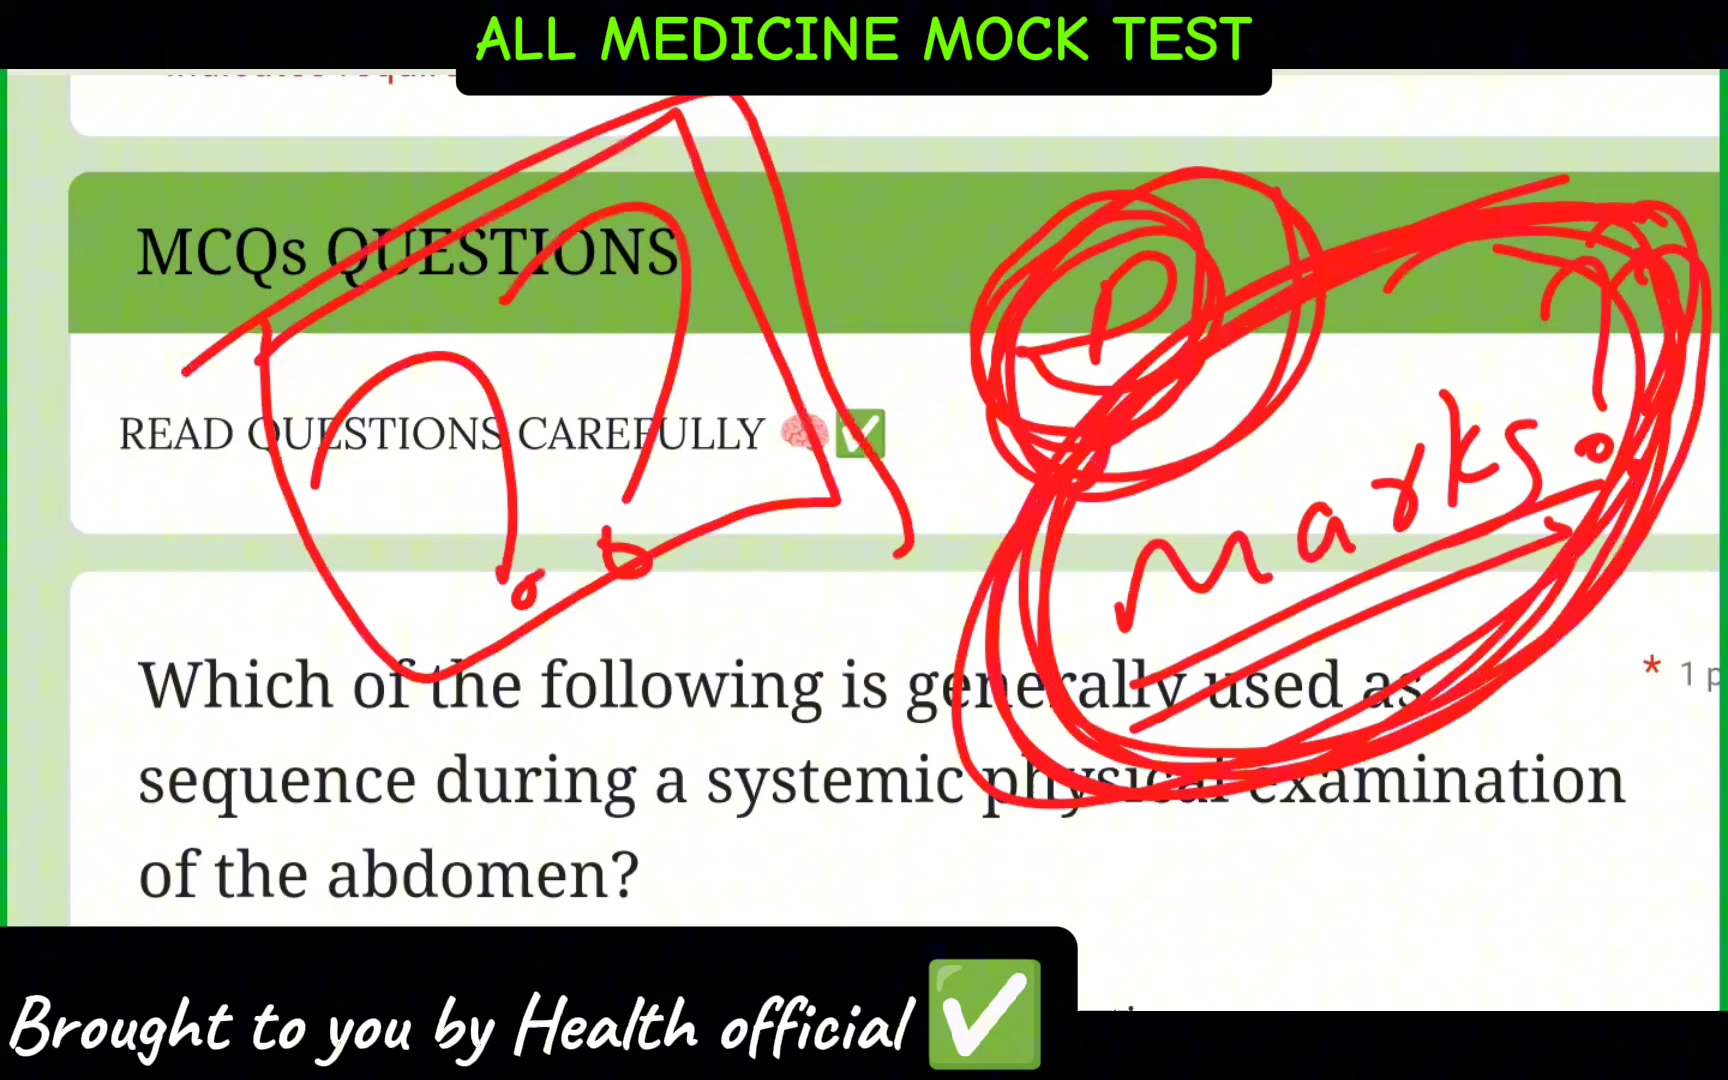 ALL MEDICINE MOCK TEST
MCQs QUESTIONS
P
READ QUESTIONS CAREFULLY 🧠✅
Marks
Which of the following is generally used as
* 1 p
sequence during a systemic physical examination
of the abdomen?
Brought to you by Health official ✅